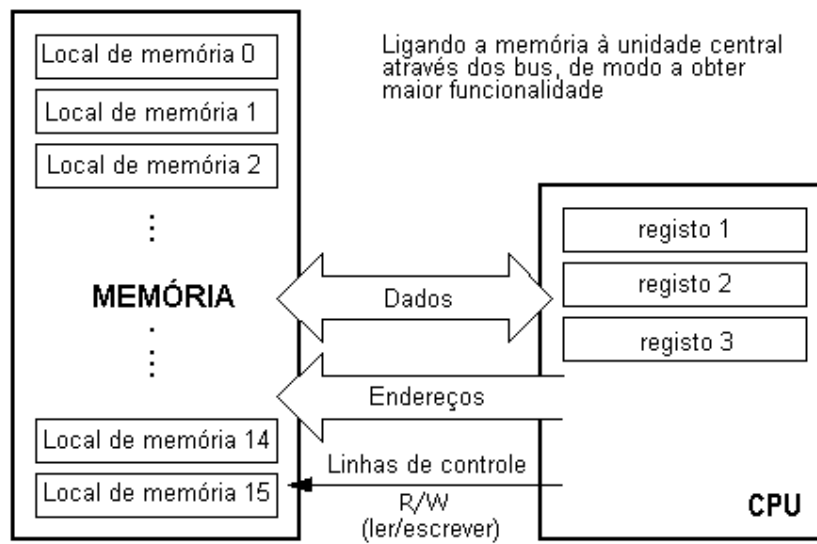 Local de memória 0
Local de memória 1
Local de memória 2
MEMÓRIA
Local de memória 14
Local de memória 15
Ligando a memória à unidade central
através dos bus, de modo a obter
maior funcionalidade
Dados
Endereços
Linhas de controle
R/W
(ler/escrever)
registo 1
registo 2
registo 3
CPU